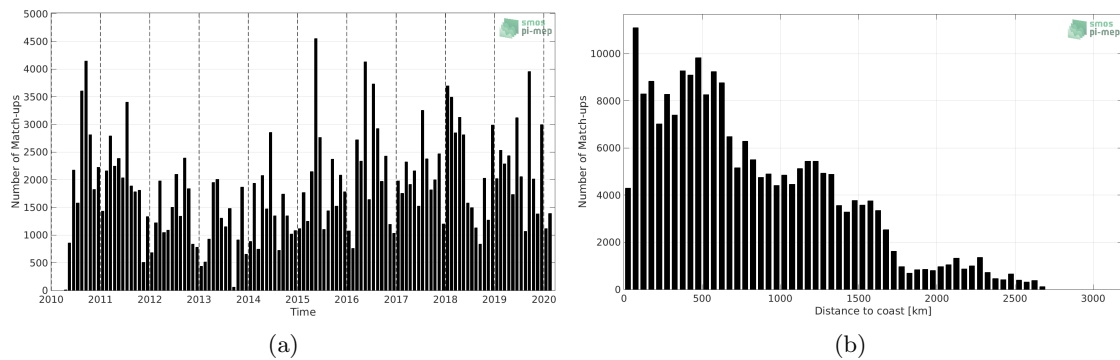 5000
4500
4000
3500
3000
2500
2000
1500
1000
500
0
Number of Match-ups
2010 2011 2012 2013 2014 2015 2016 2017 2018 2019 2020
Time
smos
pi-mep
(a)
10000
8000
6000
4000
2000
0
Number of Match-ups
0 500 1000 1500 2000 2500 3000
Distance to coast [km]
smos
pi-mep
(b)